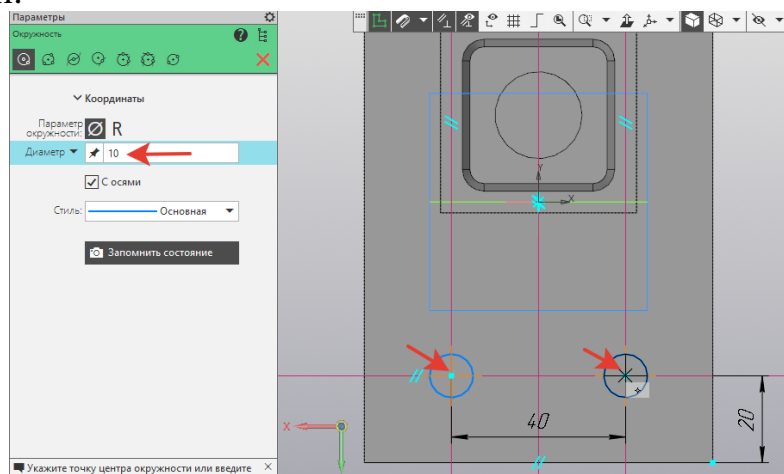 Параметры
Окружность
Координаты
Параметр окружности:
R
Диаметр
10
С осями
Стиль:
Основная
Запомнить состояние
Укажите точку центра окружности или введите
Y
X
X
40
20